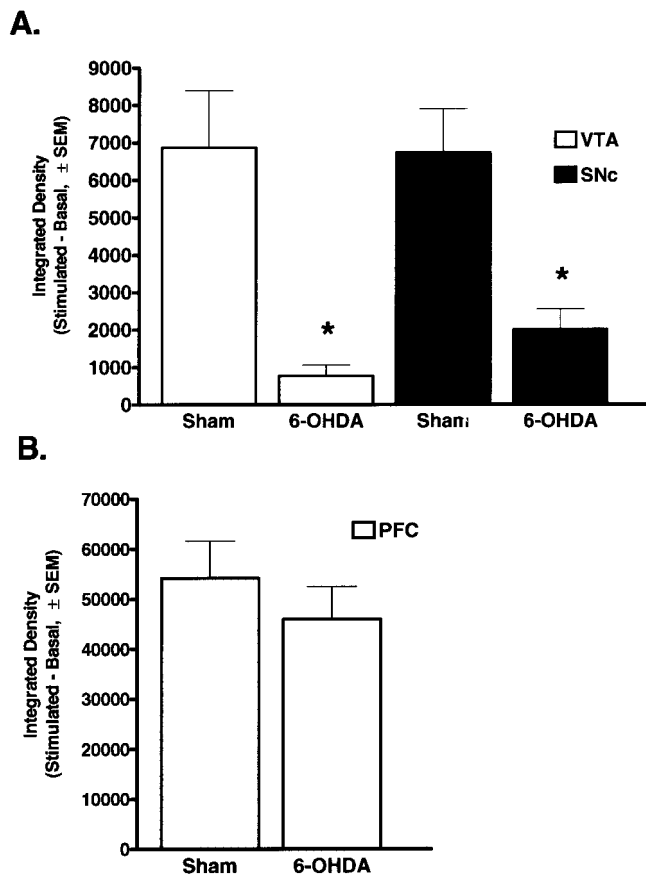 A.
9000
8000
7000
6000
5000
4000
3000
2000
1000
0
Integrated Density
(Stimulated - Basal, ± SEM)
VTA
SNc
*
*
Sham 6-OHDA Sham 6-OHDA
B.
70000
60000
50000
40000
30000
20000
10000
0
Integrated Density
(Stimulated - Basal, ± SEM)
PFC
Sham 6-OHDA